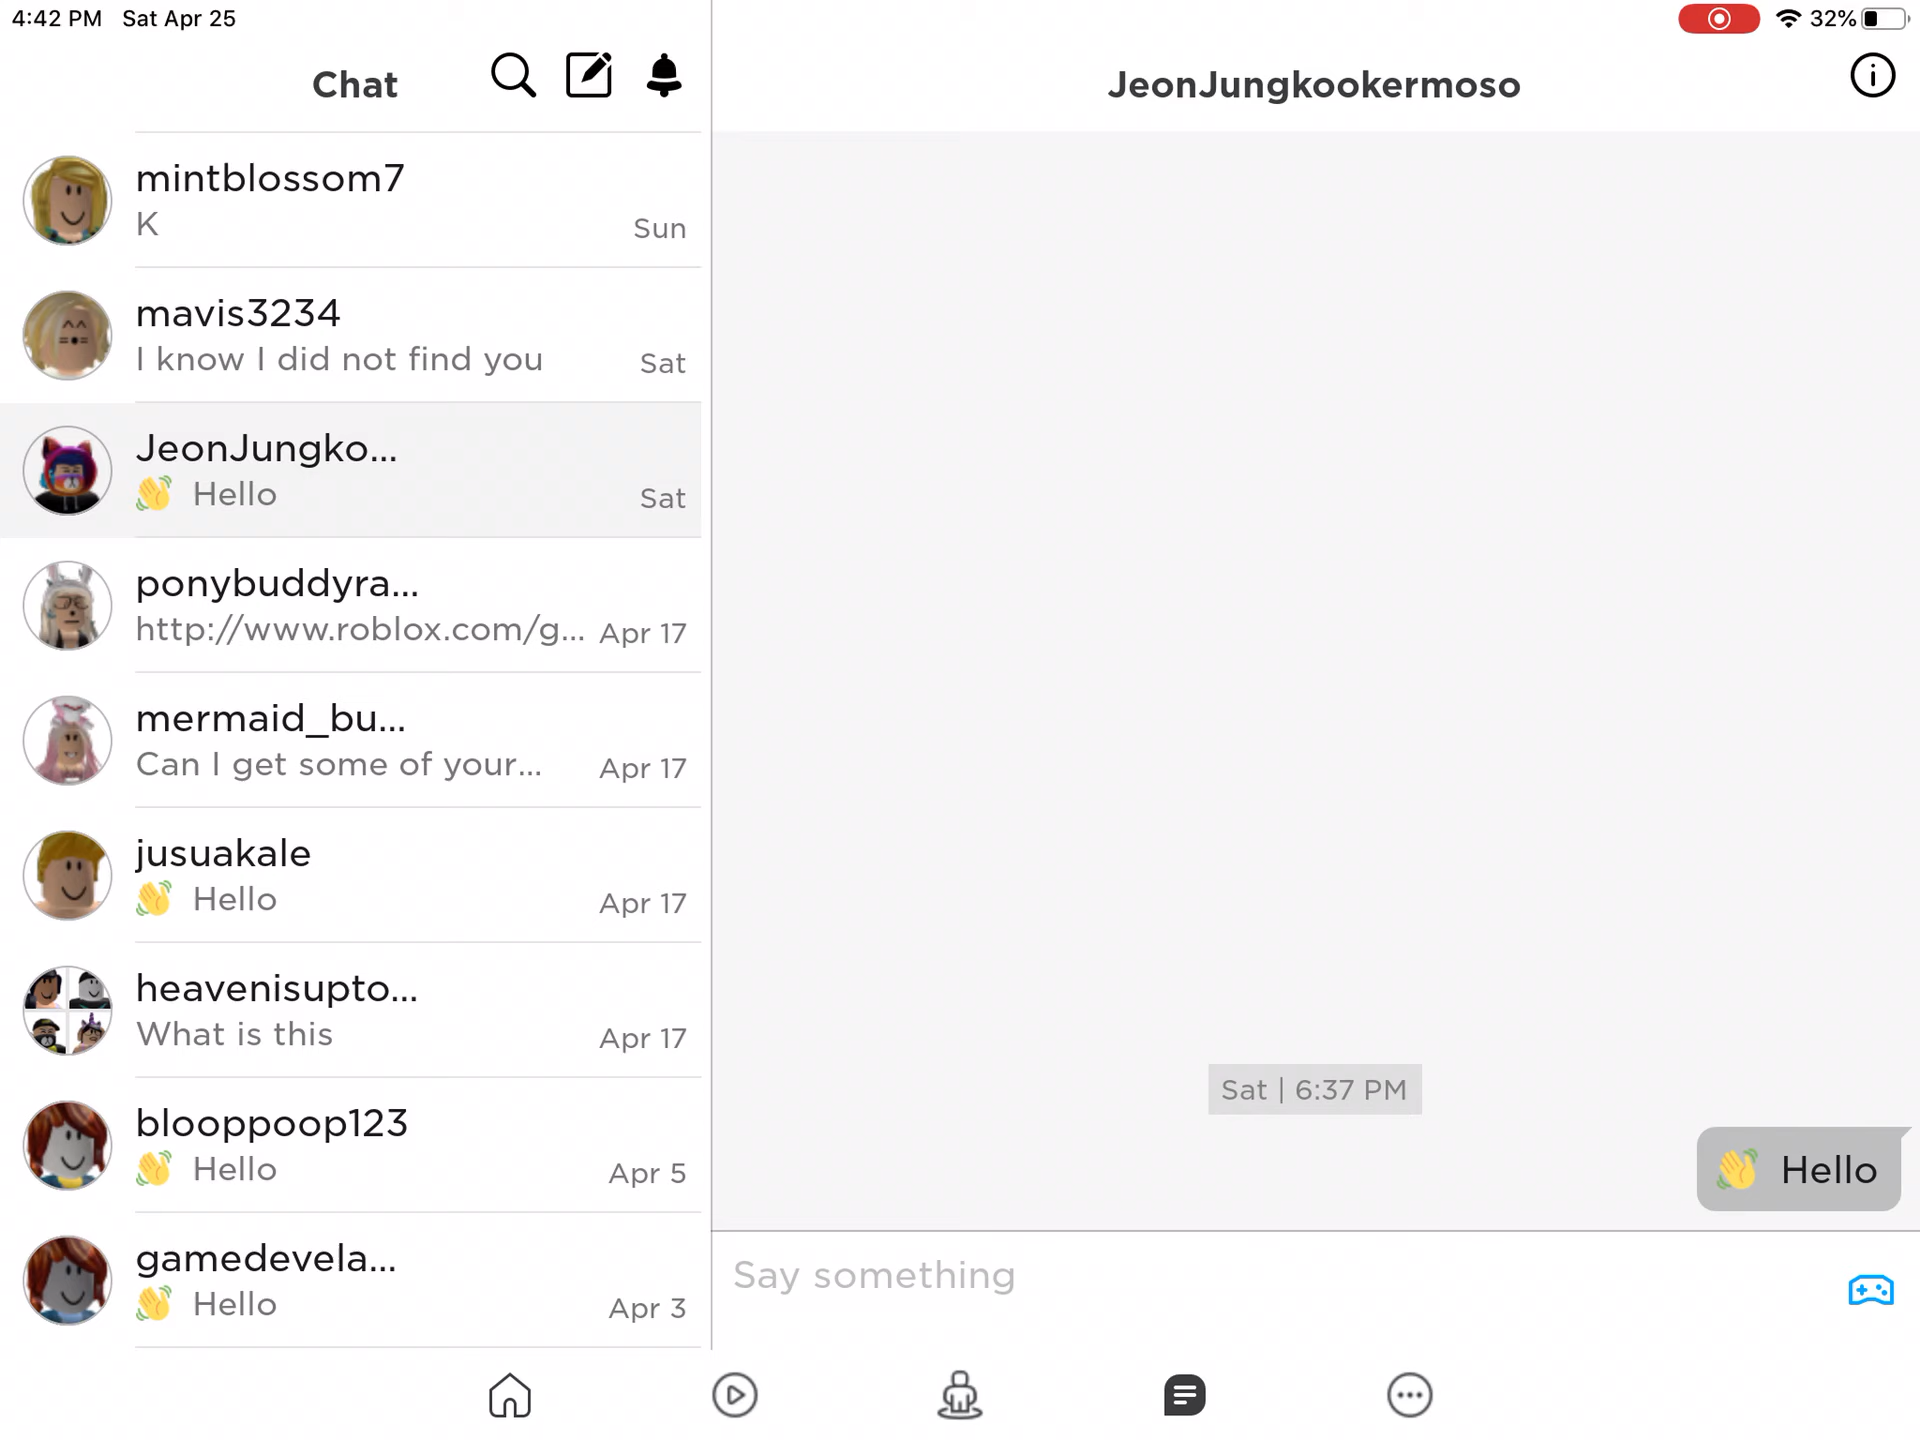 4:42 PM Sat Apr 25
32%
Chat
mintblossom7
K
Sun
mavis3234
I know I did not find you
Sat
JeonJungko...
👋 Hello
Sat
ponybuddyra...
http://www.roblox.com/g...
Apr 17
mermaid_bu...
Can I get some of your...
Apr 17
jusuakale
👋 Hello
Apr 17
heavenisupto...
What is this
Apr 17
blooppoop123
👋 Hello
Apr 5
gamedevela...
👋 Hello
Apr 3
JeonJungkookermoso
Sat | 6:37 PM
👋 Hello
Say something